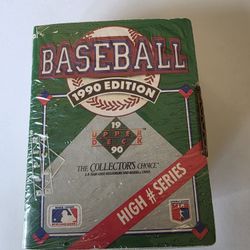 BASEBALL
1990 EDITION
19
UPPER
DECK
90
THE COLLECTOR'S CHOICE
HIGH # SERIES